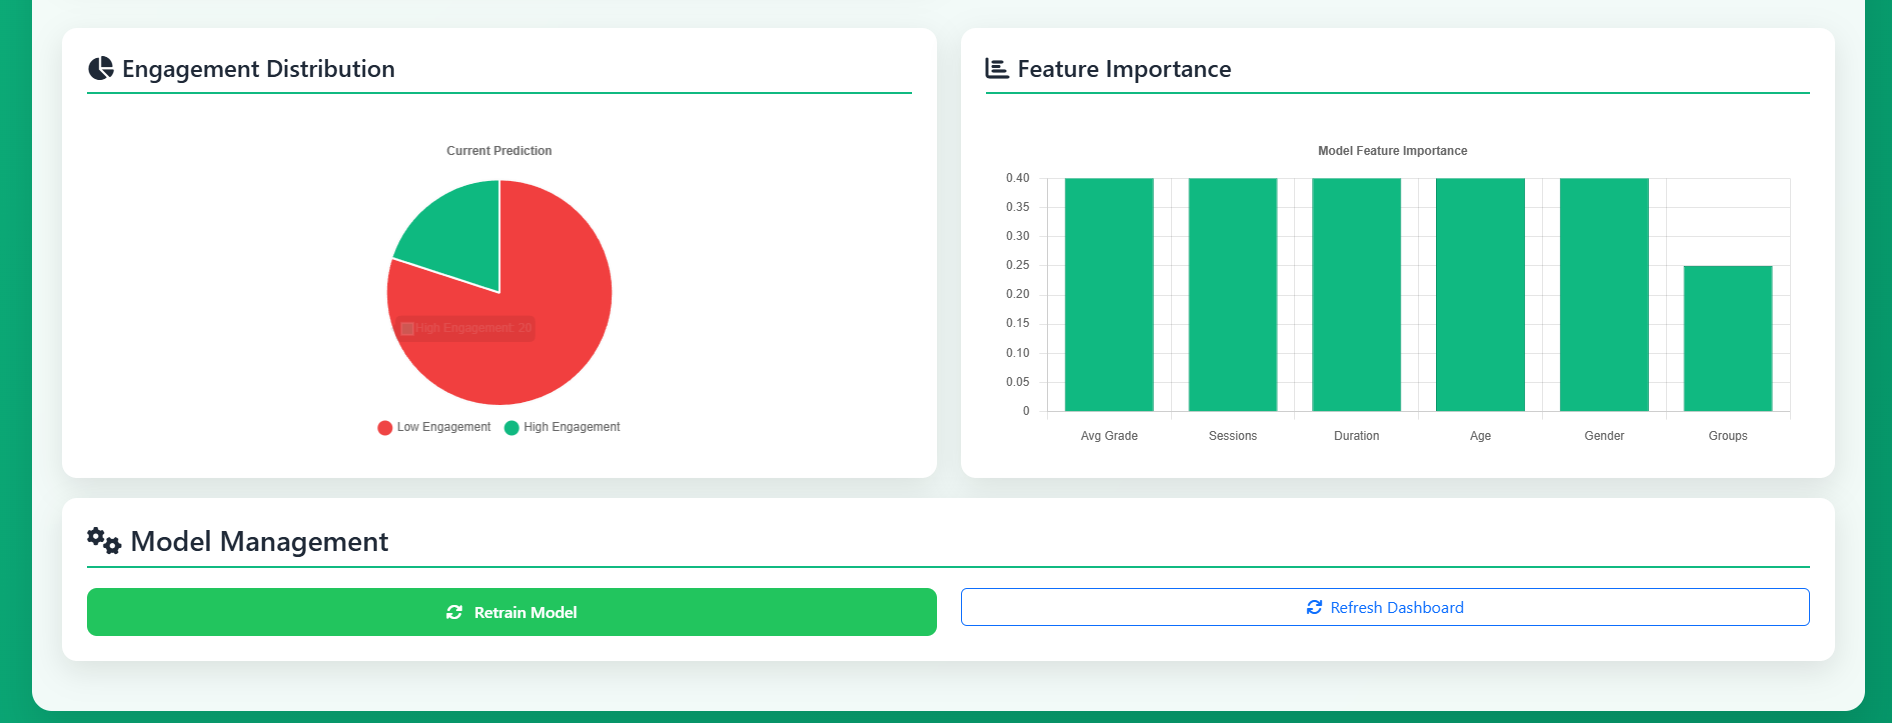 Engagement Distribution
Current Prediction
High Engagement: 20
Low Engagement
High Engagement
Feature Importance
Model Feature Importance
0.40
0.35
0.30
0.25
0.20
0.15
0.10
0.05
0
Avg Grade
Sessions
Duration
Age
Gender
Groups
Model Management
Retrain Model
Refresh Dashboard